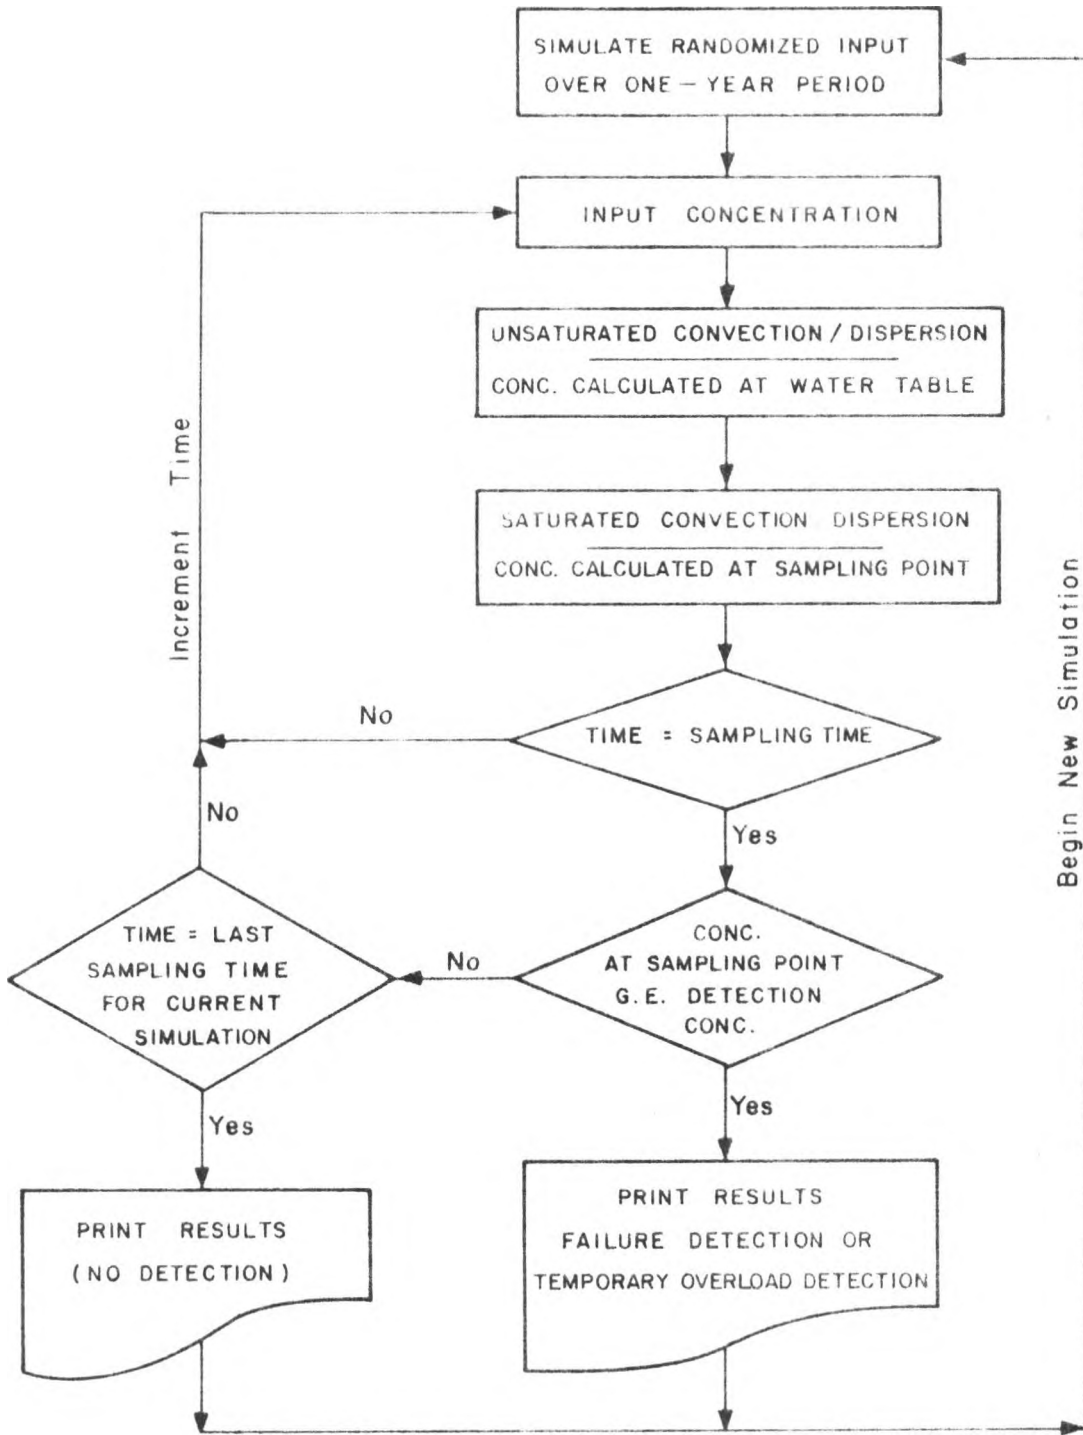 SIMULATE RANDOMIZED INPUT
OVER ONE – YEAR PERIOD
INPUT CONCENTRATION
UNSATURATED CONVECTION / DISPERSION
CONC. CALCULATED AT WATER TABLE
SATURATED CONVECTION DISPERSION
CONC. CALCULATED AT SAMPLING POINT
Increment Time
Begin New Simulation
No
TIME = SAMPLING TIME
No
Yes
TIME = LAST
SAMPLING TIME
FOR CURRENT
SIMULATION
No
CONC.
AT SAMPLING POINT
G.E. DETECTION
CONC.
Yes
Yes
PRINT RESULTS
(NO DETECTION)
PRINT RESULTS
FAILURE DETECTION OR
TEMPORARY OVERLOAD DETECTION